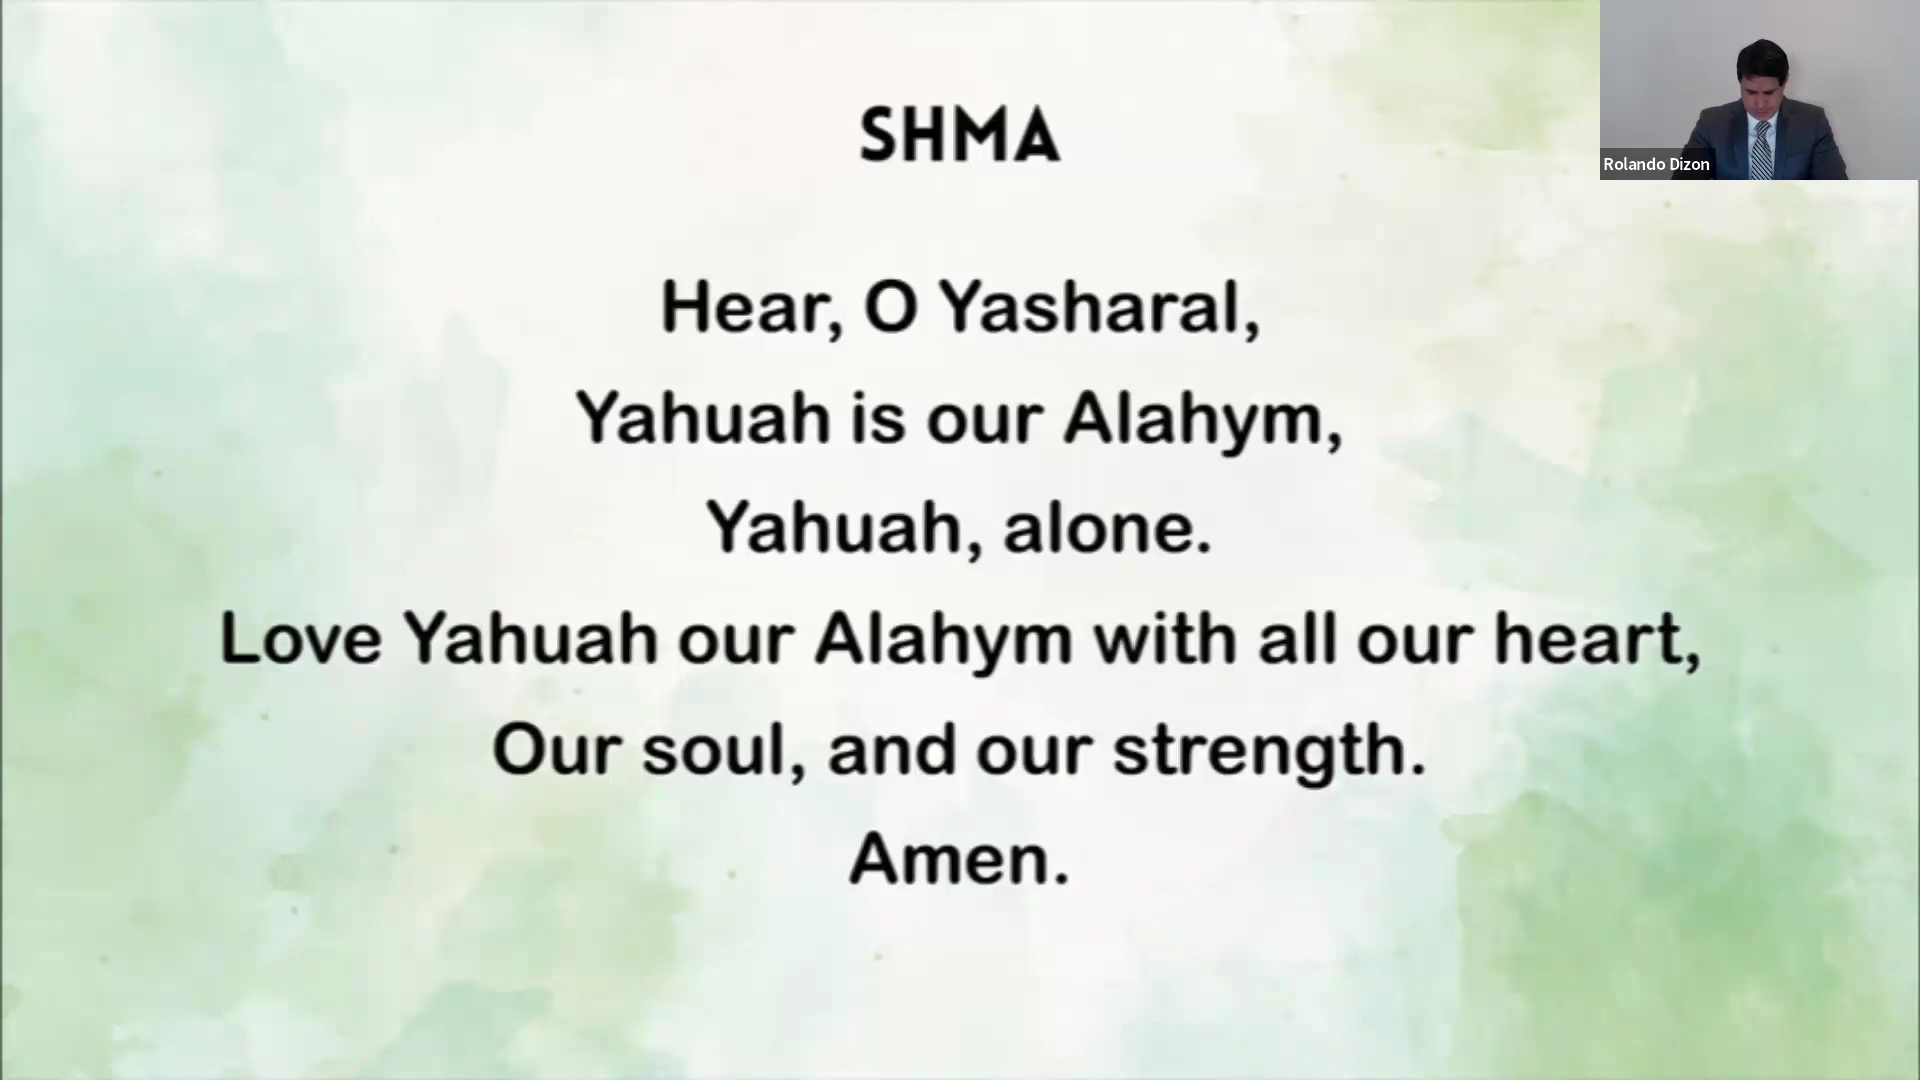 SHMA
Hear, O Yasharal,
Yahuah is our Alahym,
Yahuah, alone.
Love Yahuah our Alahym with all our heart,
Our soul, and our strength.
Amen.
Rolando Dizon